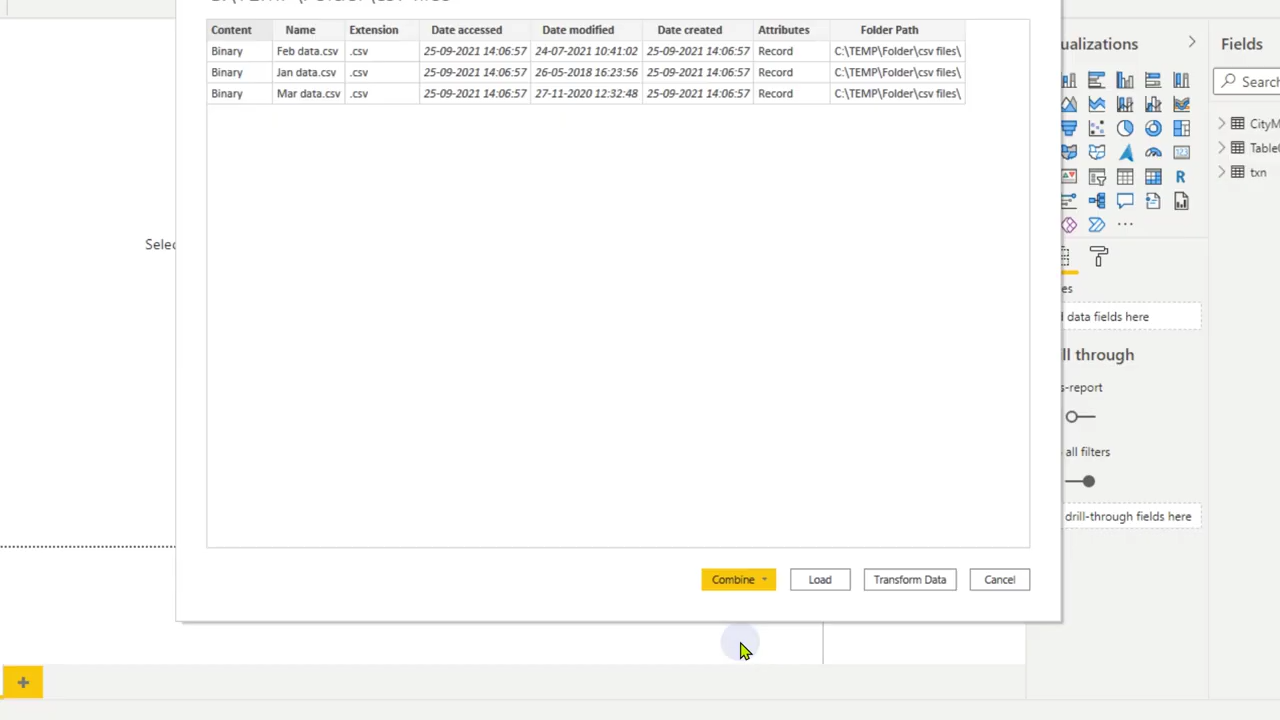 Content Name Extension Date accessed Date modified Date created Attributes Folder Path
Binary Feb data.csv .csv 25-09-2021 14:06:57 24-07-2021 10:41:02 25-09-2021 14:06:57 Record C:\TEMP\Folder\csv files\
Binary Jan data.csv .csv 25-09-2021 14:06:57 26-05-2018 16:23:56 25-09-2021 14:06:57 Record C:\TEMP\Folder\csv files\
Binary Mar data.csv .csv 25-09-2021 14:06:57 27-11-2020 12:32:48 25-09-2021 14:06:57 Record C:\TEMP\Folder\csv files\
Selec
Combine Load Transform Data Cancel
ualizations
R
es
data fields here
ll through
s-report
all filters
drill-through fields here
Fields
Search
CityM
Table
txn